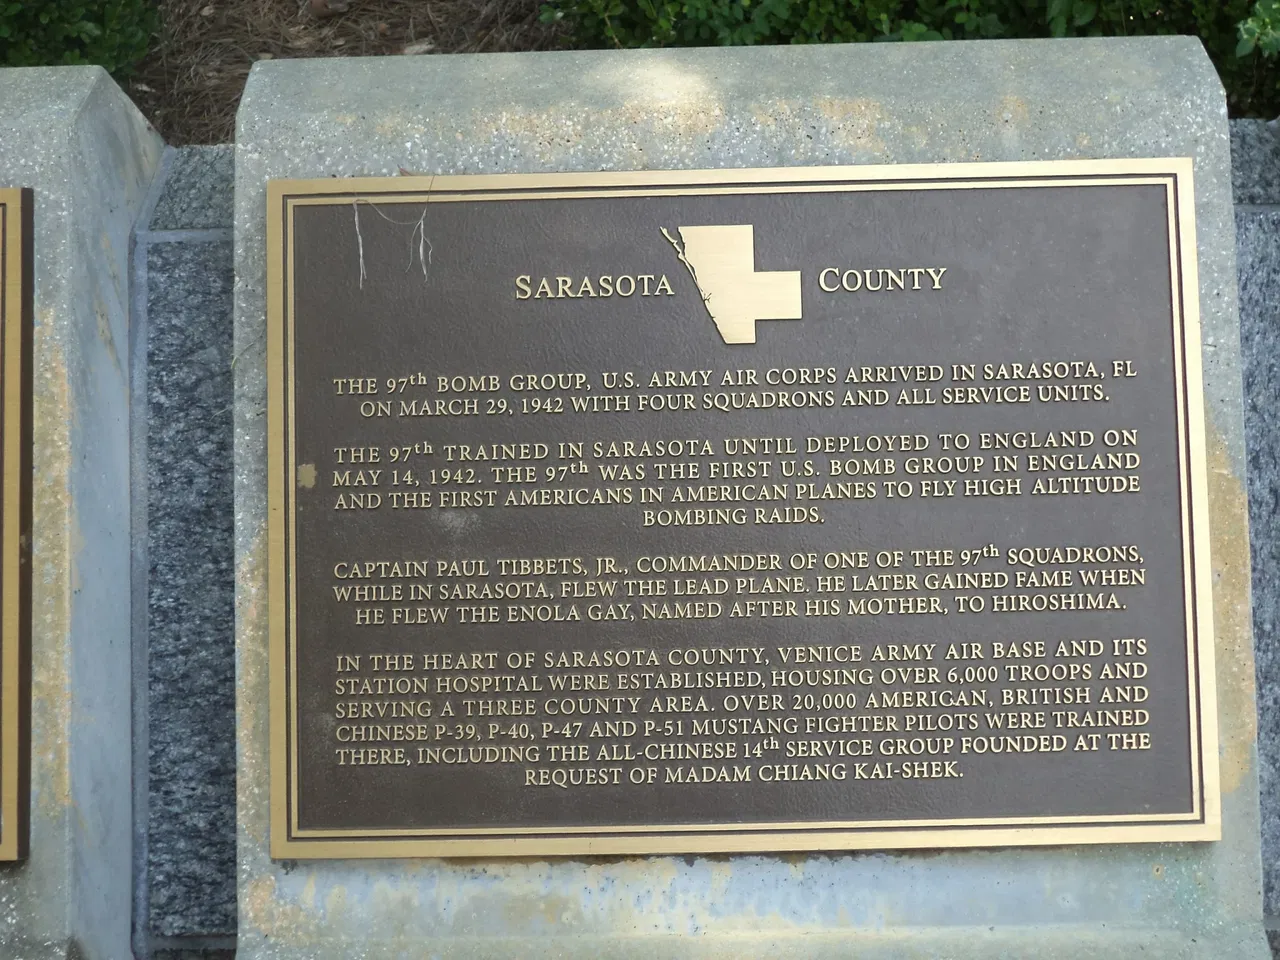 SARASOTA COUNTY
THE 97th BOMB GROUP, U.S. ARMY AIR CORPS ARRIVED IN SARASOTA, FL
ON MARCH 29, 1942 WITH FOUR SQUADRONS AND ALL SERVICE UNITS.
THE 97th TRAINED IN SARASOTA UNTIL DEPLOYED TO ENGLAND ON
MAY 14, 1942. THE 97th WAS THE FIRST U.S. BOMB GROUP IN ENGLAND
AND THE FIRST AMERICANS IN AMERICAN PLANES TO FLY HIGH ALTITUDE
BOMBING RAIDS.
CAPTAIN PAUL TIBBETS, JR., COMMANDER OF ONE OF THE 97th SQUADRONS,
WHILE IN SARASOTA, FLEW THE LEAD PLANE. HE LATER GAINED FAME WHEN
HE FLEW THE ENOLA GAY, NAMED AFTER HIS MOTHER, TO HIROSHIMA.
IN THE HEART OF SARASOTA COUNTY, VENICE ARMY AIR BASE AND ITS
STATION HOSPITAL WERE ESTABLISHED, HOUSING OVER 6,000 TROOPS AND
SERVING A THREE COUNTY AREA. OVER 20,000 AMERICAN, BRITISH AND
CHINESE P-39, P-40, P-47 AND P-51 MUSTANG FIGHTER PILOTS WERE TRAINED
THERE, INCLUDING THE ALL-CHINESE 14th SERVICE GROUP FOUNDED AT THE
REQUEST OF MADAM CHIANG KAI-SHEK.